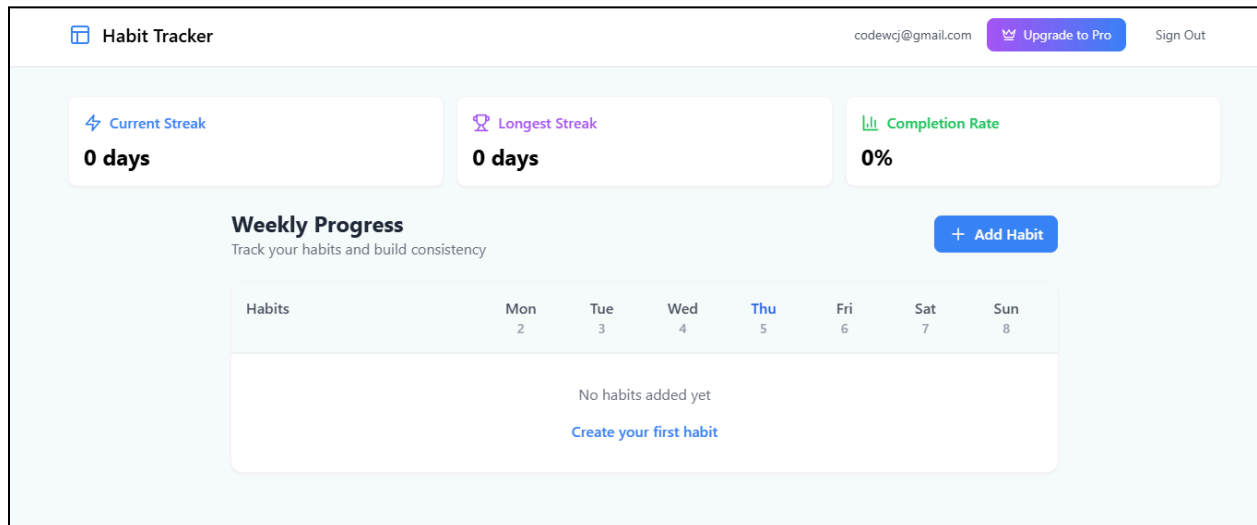 Habit Tracker codewcj@gmail.com Upgrade to Pro Sign Out
Current Streak Longest Streak Completion Rate
0 days 0 days 0%
Weekly Progress
Track your habits and build consistency
+ Add Habit
Habits Mon Tue Wed Thu Fri Sat Sun
2 3 4 5 6 7 8
No habits added yet
Create your first habit